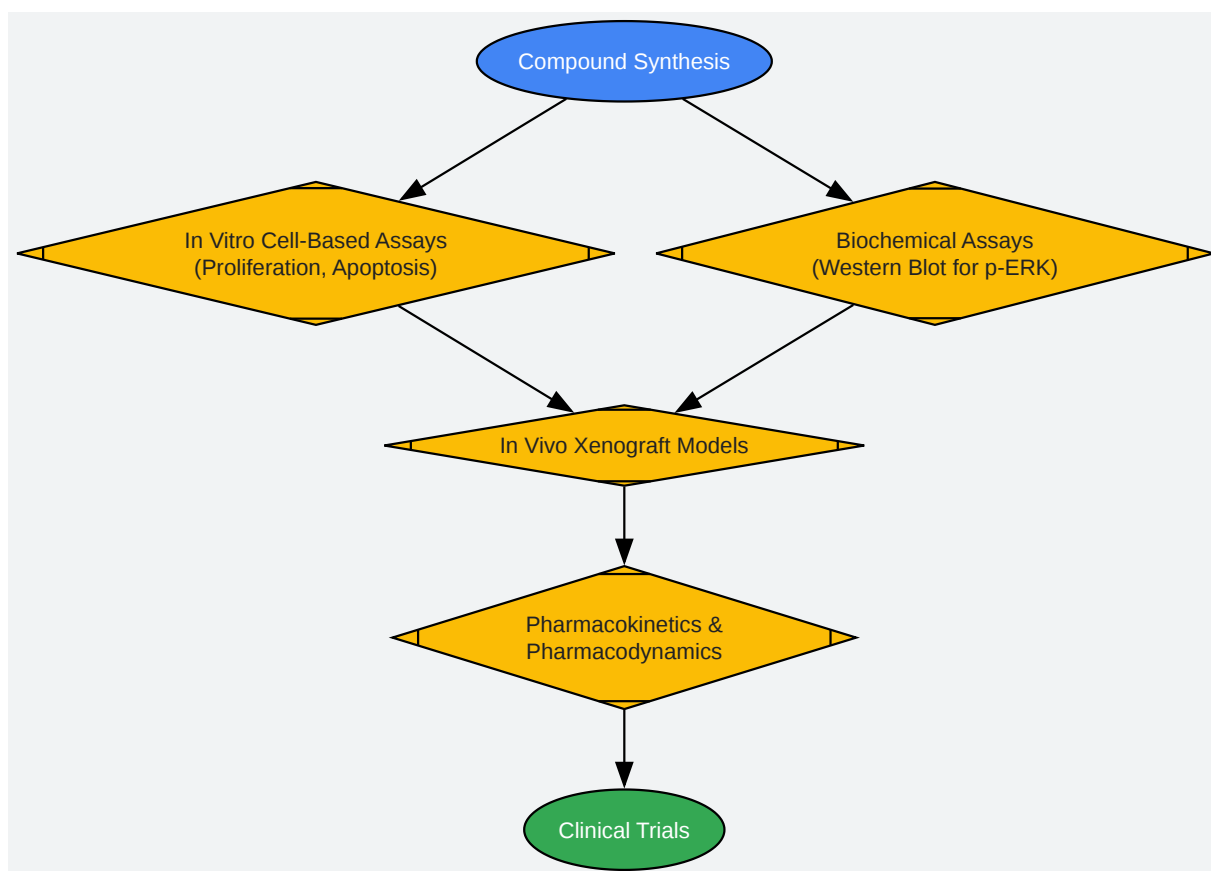 Compound Synthesis
In Vitro Cell-Based Assays
(Proliferation, Apoptosis)
Biochemical Assays
(Western Blot for p-ERK)
In Vivo Xenograft Models
Pharmacokinetics &
Pharmacodynamics
Clinical Trials